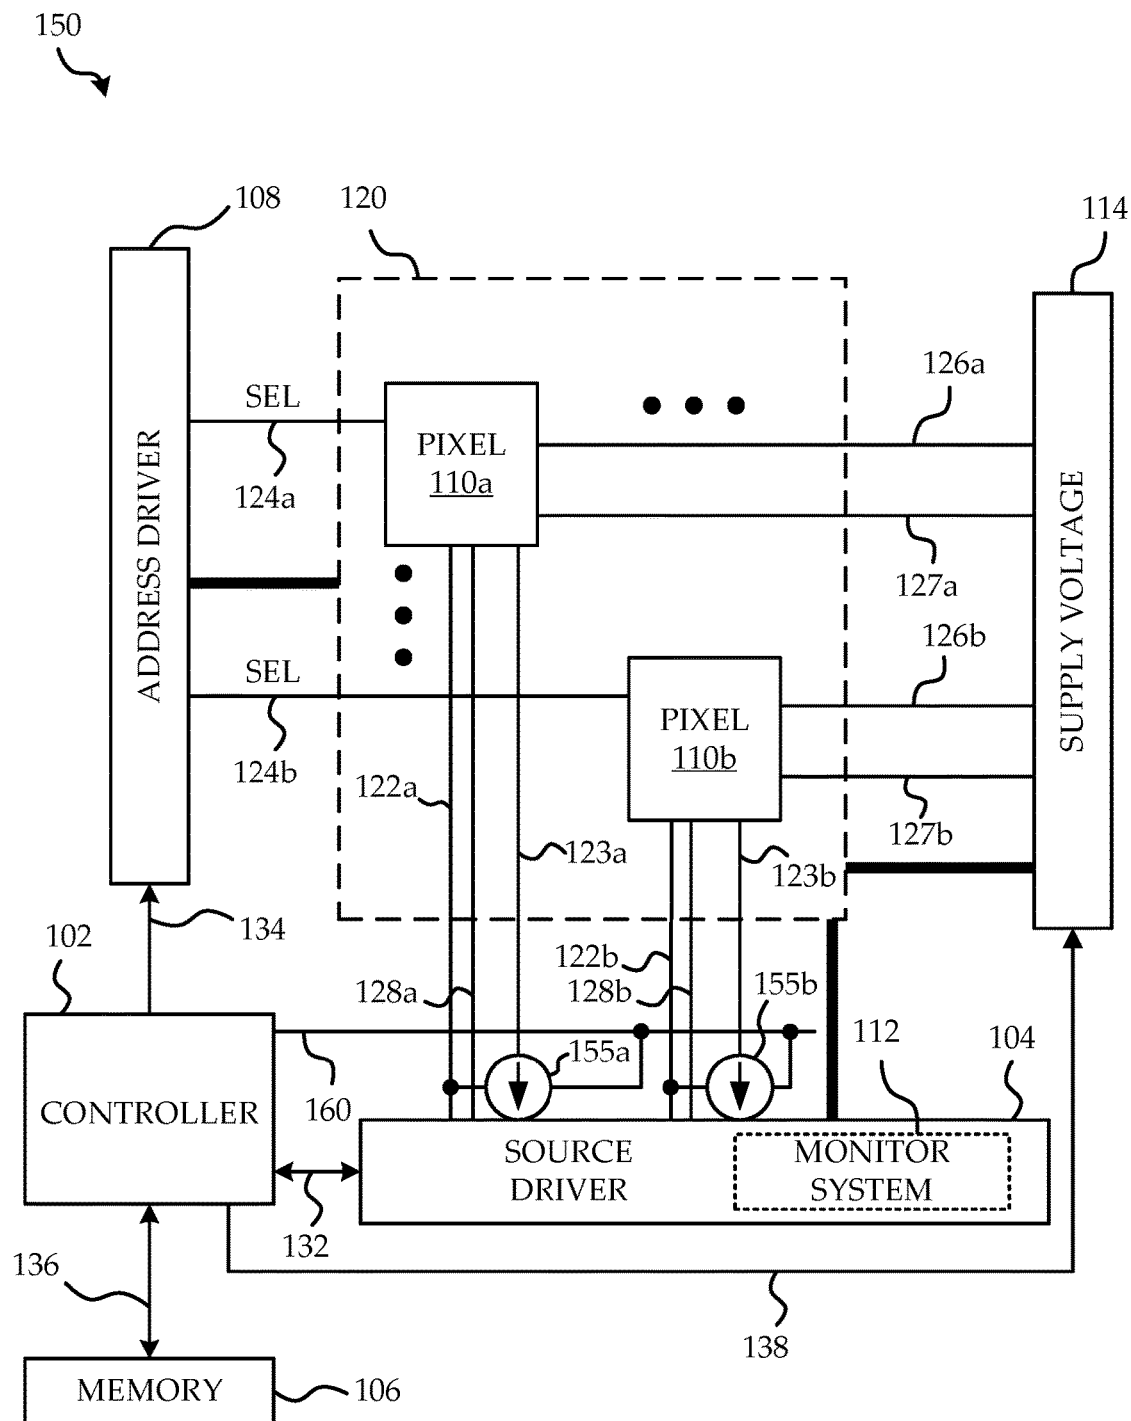 150
108
120
114
126a
SEL
PIXEL
110a
124a
ADDRESS DRIVER
SUPPLY VOLTAGE
127a
126b
SEL
PIXEL
110b
124b
122a
127b
123a
123b
134
102
122b
155b
128a
128b
112
104
155a
160
CONTROLLER
SOURCE
DRIVER
MONITOR
SYSTEM
132
136
138
MEMORY
106